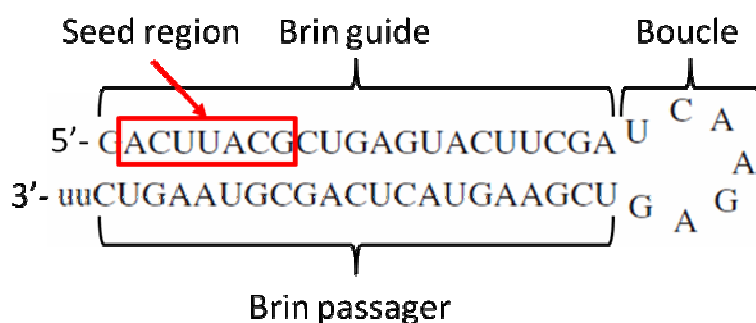 Seed region Brin guide Boucle
5'- GACUUACGCUGAGUACUUCGA U C A A G A G
3'- uuCUGAAUGCGACUCAUGAAGCU
Brin passager